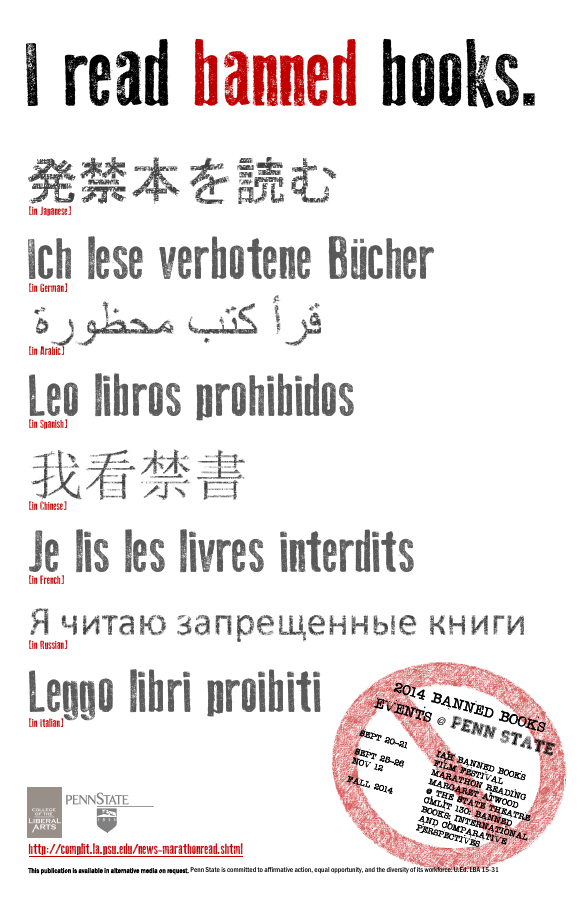 I read banned books.
発禁本を読む
[in Japanese]
Ich lese verbotene Bücher
[in German]
قرأ كتب محظورة
[in Arabic]
Leo libros prohibidos
[in Spanish]
我看禁書
[in Chinese]
Je lis les livres interdits
[in French]
Я читаю запрещенные книги
[in Russian]
Leggo libri proibiti
[in Italian]
2014 BANNED BOOKS
EVENTS @ PENN STATE
SEPT 20-21
SEPT 25-26
NOV 12
FALL 2014
IAH BANNED BOOKS
FILM FESTIVAL
MARATHON READING
MARGARET ATWOOD
@ THE STATE THEATRE
CMLIT 130: BANNED
BOOKS: INTERNATIONAL
AND COMPARATIVE
PERSPECTIVES
COLLEGE
OF THE
LIBERAL
ARTS
PENNSTATE
1855
http://complit.la.psu.edu/news-marathonread.shtml
This publication is available in alternative media on request. Penn State is committed to affirmative action, equal opportunity, and the diversity of its workforce. U.Ed. LBA 15-31